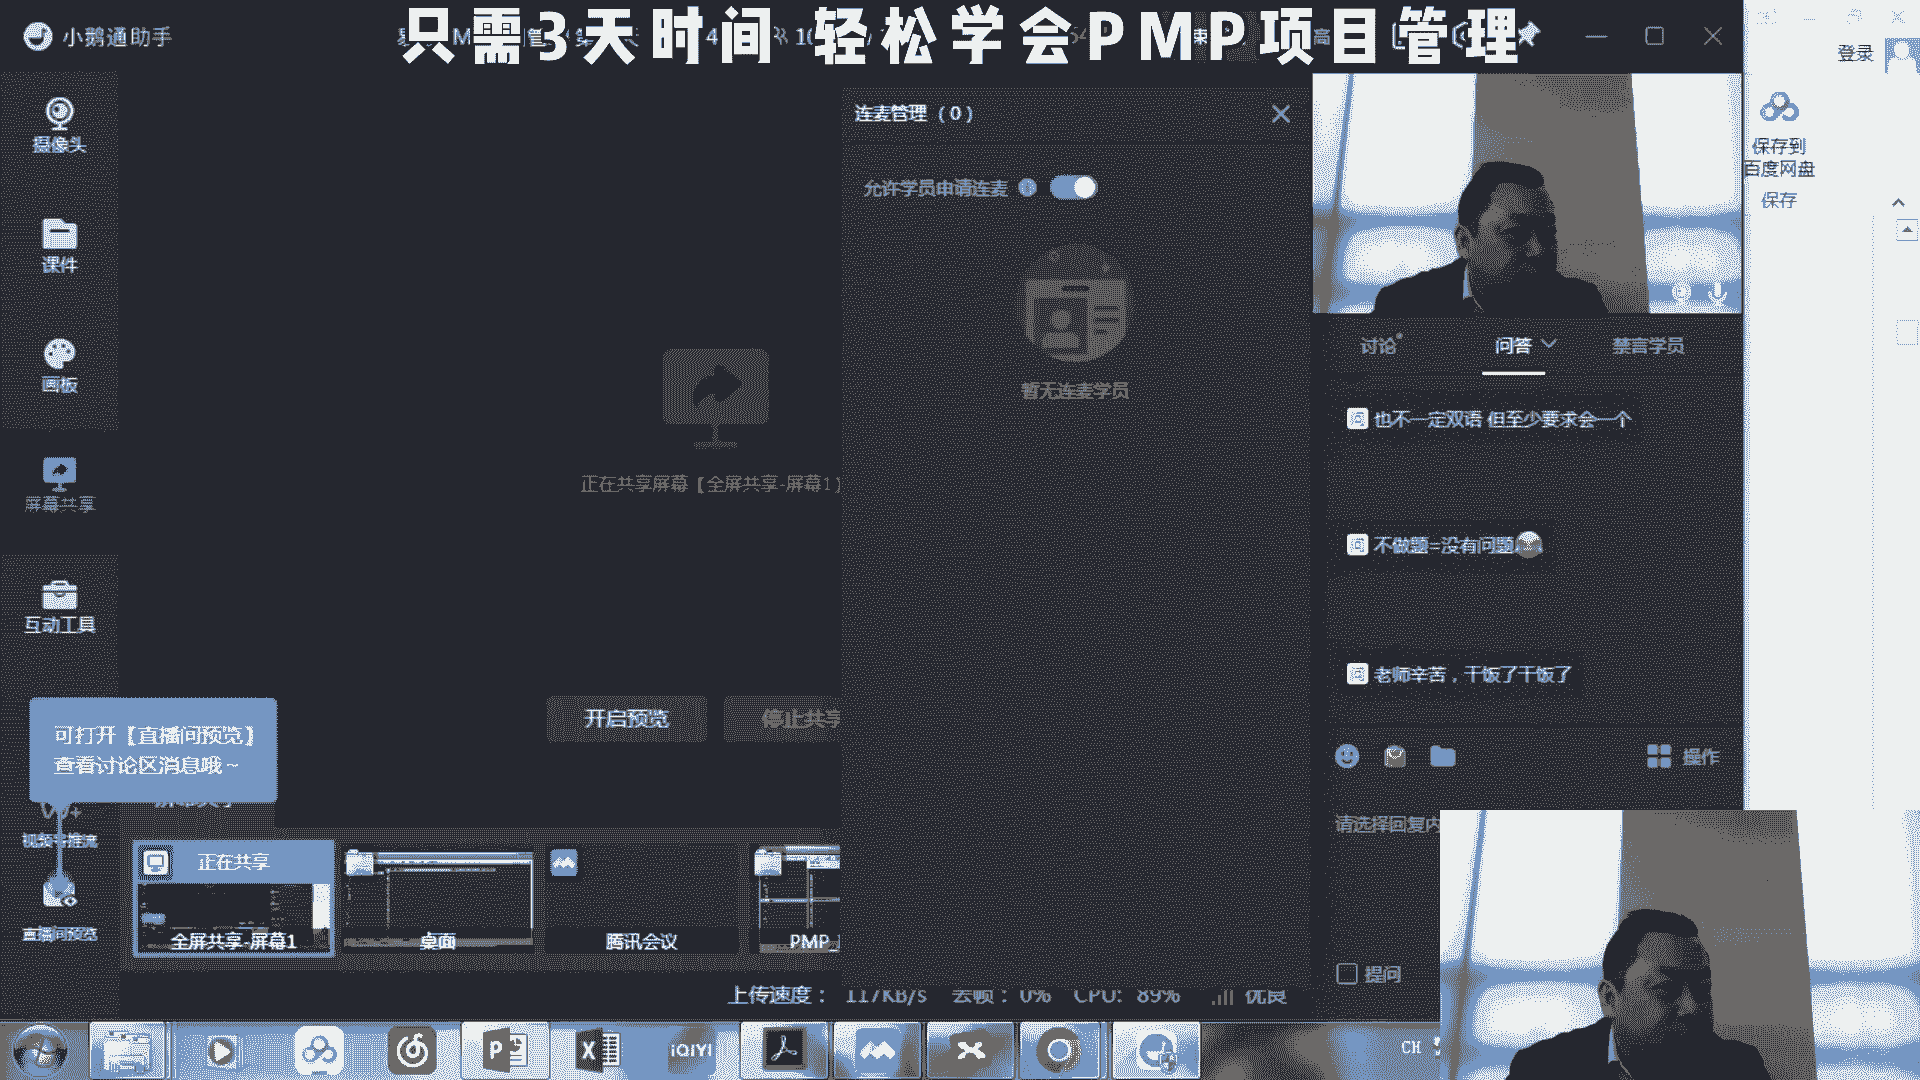 只需3天时间 轻松学会PMP项目管理
小鹅通助手
登录
连麦管理（0）
摄像头
允许学员申请连麦
保存到
百度网盘
保存
课件
讨论
问答
禁言学员
画板
暂无连麦学员
也不一定双语 但至少要求会一个
正在共享屏幕【全屏共享-屏幕1】
屏幕共享
不做题=没有问题
互动工具
老师辛苦，干饭了干饭了
开启预览
停止共享
可打开【直播间预览】
查看讨论区消息哦～
操作
视频号推流
请选择回复内
正在共享
直播间预览
全屏共享-屏幕1
桌面
腾讯会议
PMP_
提问
上传速度： 117KB/s 丢帧：0% CPU: 89% 优良
iQIYI
CH